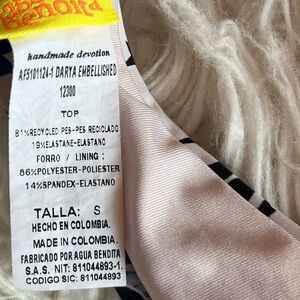 Bendita
handmade devotion
AF5101124-1 DARYA EMBELLISHED
12300
TOP
81%RECYCLED PES-PES RECICLADO
19%ELASTANE-ELASTANO
FORRO / LINING :
86%POLYESTER-POLIESTER
14%SPANDEX-ELASTANO
TALLA: S
HECHO EN COLOMBIA.
MADE IN COLOMBIA.
FABRICADO POR AGUA BENDITA
S.A.S. NIT: 811044893-1.
CODIGO SIC: 811044893